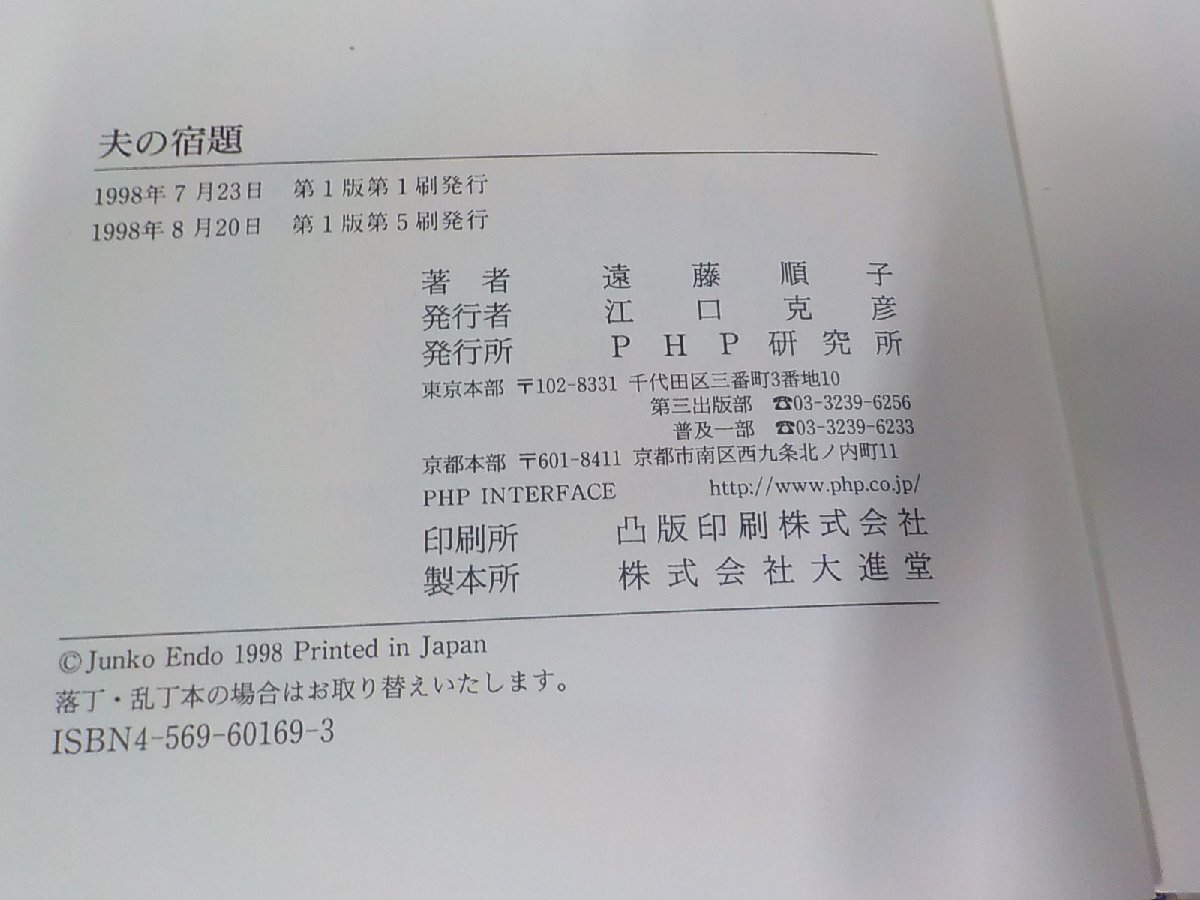 夫の宿題
1998年7月23日 第1版第1刷発行
1998年8月20日 第1版第5刷発行
著者 遠藤順子
発行者 江口克彦
発行所 PHP研究所
東京本部 〒102-8331 千代田区三番町3番地10
第三出版部 ☎03-3239-6256
普及一部 ☎03-3239-6233
京都本部 〒601-8411 京都市南区西九条北ノ内町11
PHP INTERFACE http://www.php.co.jp/
印刷所 凸版印刷株式会社
製本所 株式会社大進堂
©Junko Endo 1998 Printed in Japan
落丁・乱丁本の場合はお取り替えいたします。
ISBN4-569-60169-3